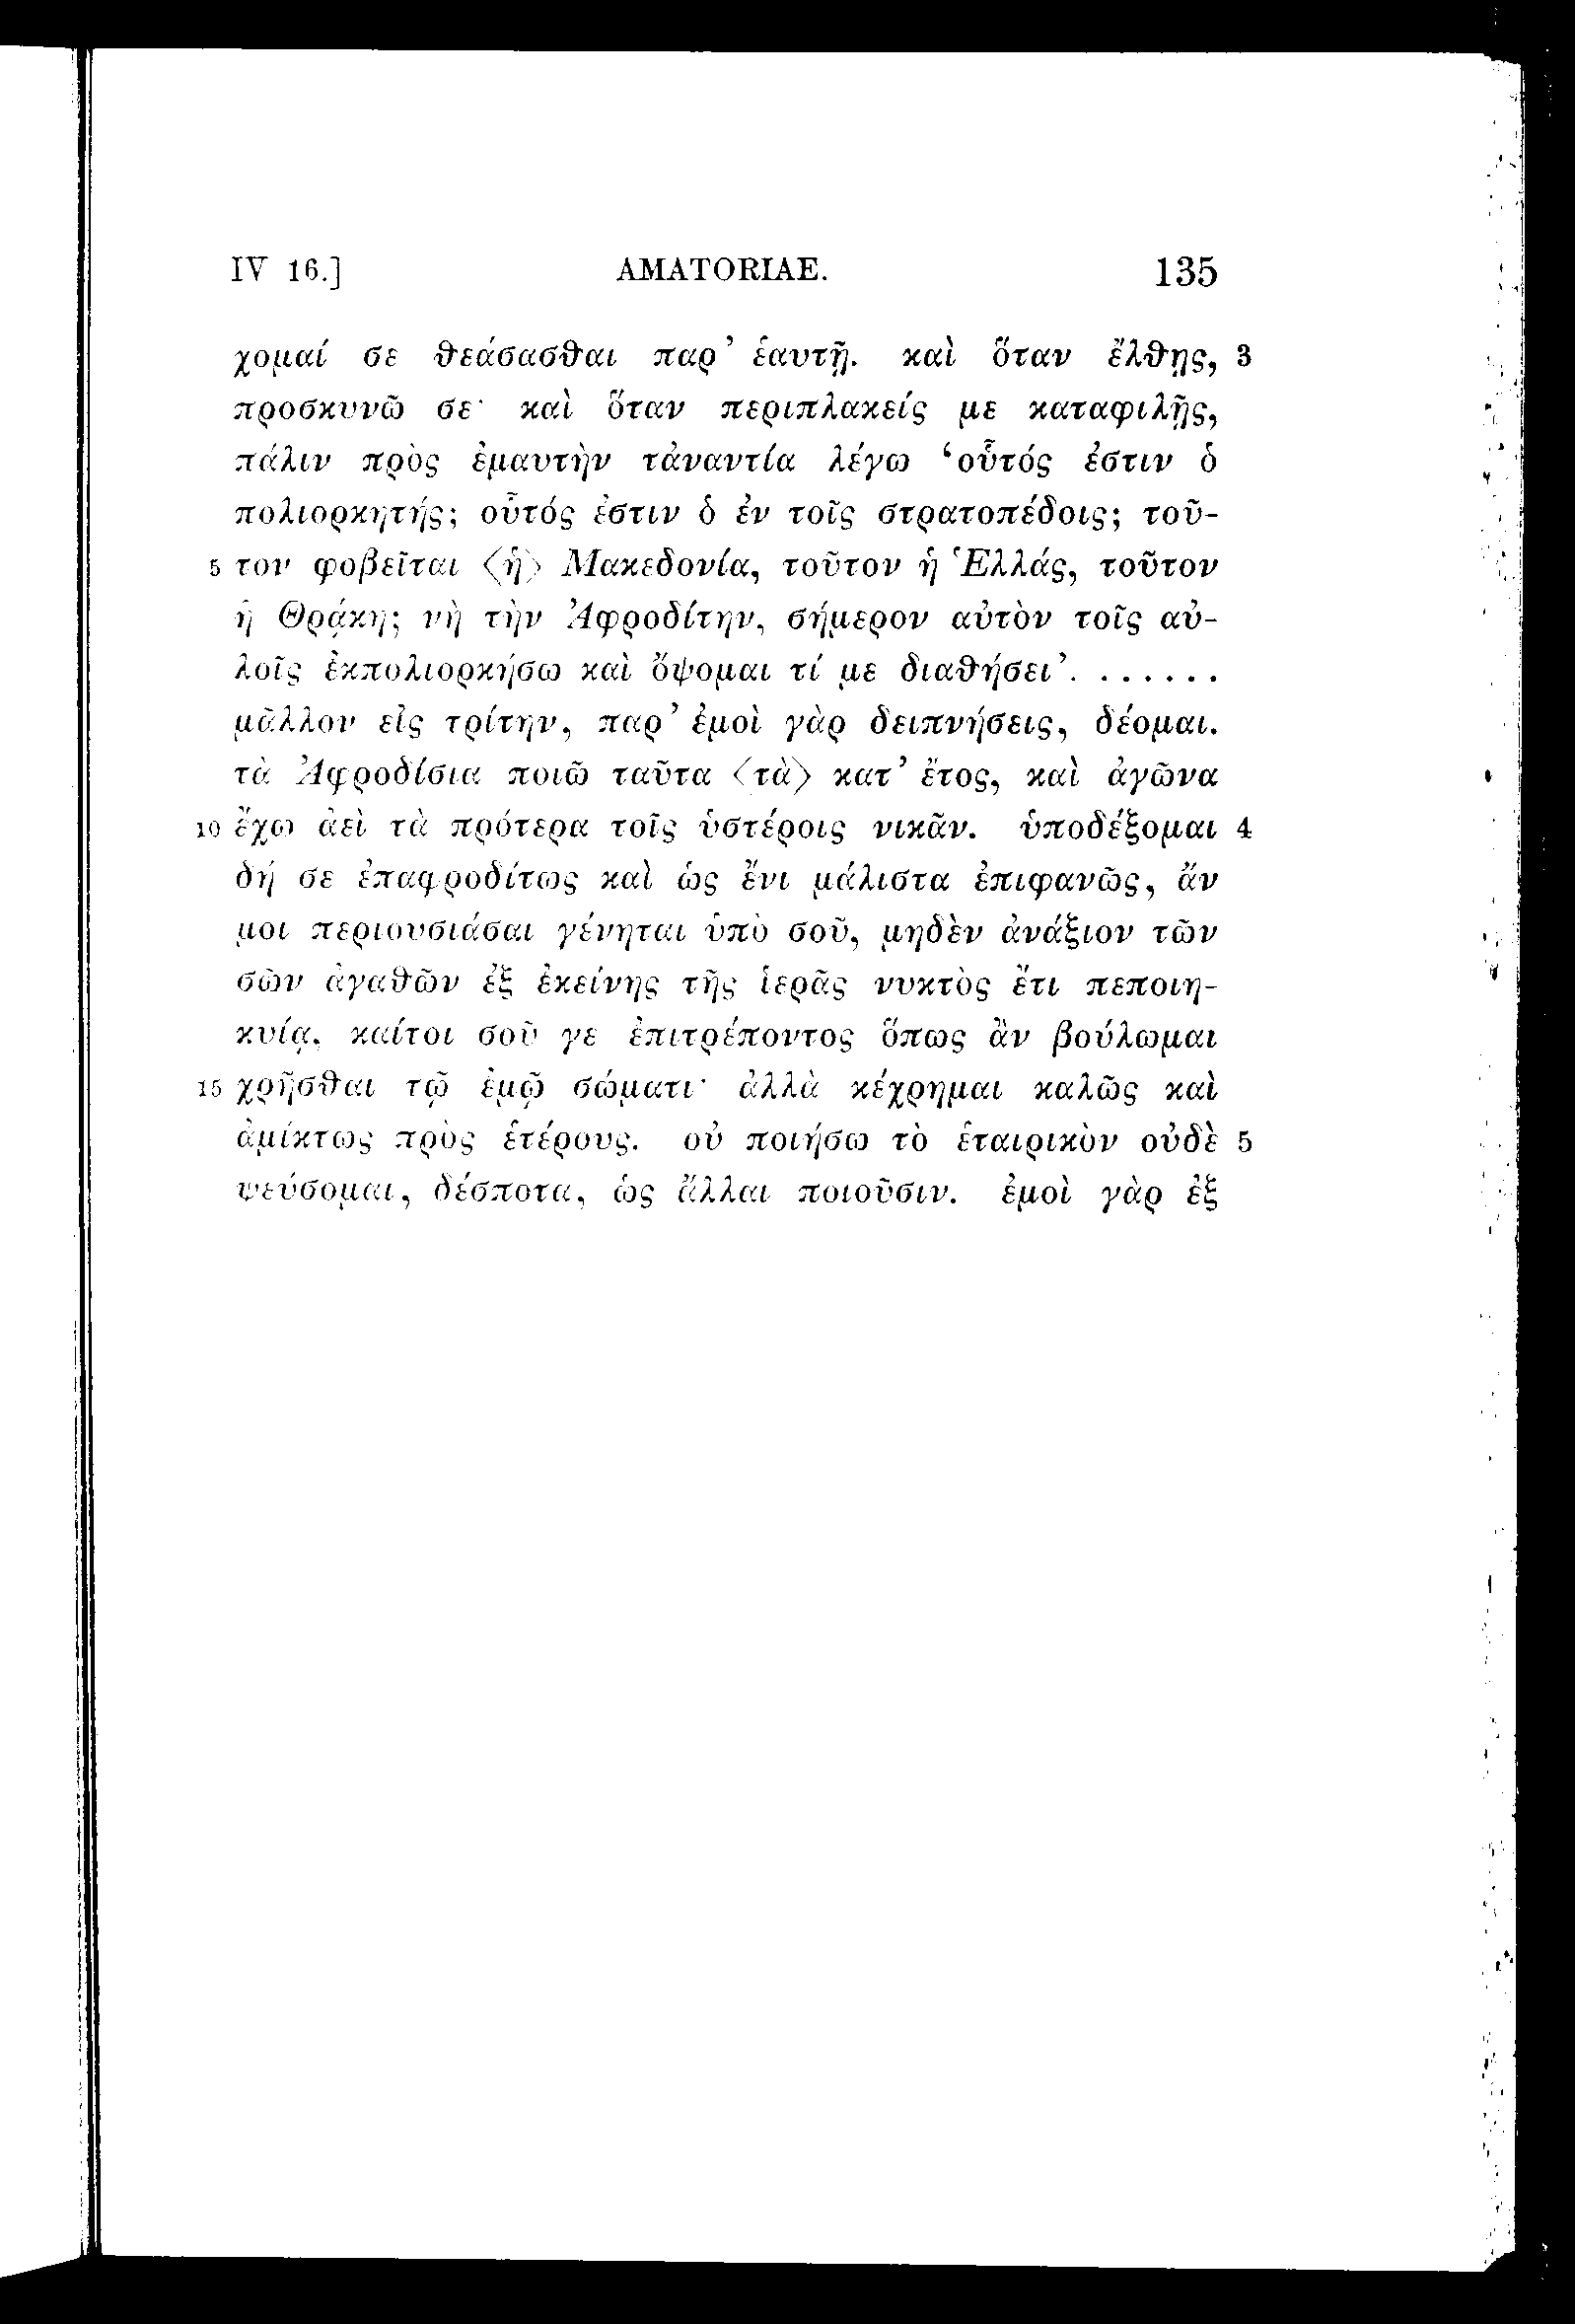 IV 16.] AMATORIAE. 135
χομαί σε θεάσασθαι παρ’ ἑαυτῇ. καὶ ὅταν ἔλθῃς, 3
προσκυνῶ σε· καὶ ὅταν περιπλακείς με καταφιλῇς,
πάλιν πρὸς ἐμαυτὴν τἀναντία λέγω ‘οὗτός ἐστιν ὁ
πολιορκητής; οὗτός ἐστιν ὁ ἐν τοῖς στρατοπέδοις; τοῦ-
5 τον φοβεῖται ⟨ἡ⟩ Μακεδονία, τοῦτον ἡ Ἑλλάς, τοῦτον
ἡ Θρᾴκη; νὴ τὴν Ἀφροδίτην, σήμερον αὐτὸν τοῖς αὐ-
λοῖς ἐκπολιορκήσω καὶ ὄψομαι τί με διαθήσει’. . . . . . .
μᾶλλον εἰς τρίτην, παρ’ ἐμοὶ γὰρ δειπνήσεις, δέομαι.
τὰ Ἀφροδίσια ποιῶ ταῦτα ⟨τὰ⟩ κατ’ ἔτος, καὶ ἀγῶνα
10 ἔχω ἀεὶ τὰ πρότερα τοῖς ὑστέροις νικᾶν. ὑποδέξομαι 4
δή σε ἐπαφροδίτως καὶ ὡς ἔνι μάλιστα ἐπιφανῶς, ἄν
μοι περιουσιάσαι γένηται ὑπὸ σοῦ, μηδὲν ἀνάξιον τῶν
σῶν ἀγαθῶν ἐξ ἐκείνης τῆς ἱερᾶς νυκτὸς ἔτι πεποιη-
κυίᾳ, καίτοι σοῦ γε ἐπιτρέποντος ὅπως ἂν βούλωμαι
15 χρῆσθαι τῷ ἐμῷ σώματι· ἀλλὰ κέχρημαι καλῶς καὶ
ἀμίκτως πρὸς ἑτέρους. οὐ ποιήσω τὸ ἑταιρικὸν οὐδὲ 5
ψεύσομαι, δέσποτα, ὡς ἄλλαι ποιοῦσιν. ἐμοὶ γὰρ ἐξ